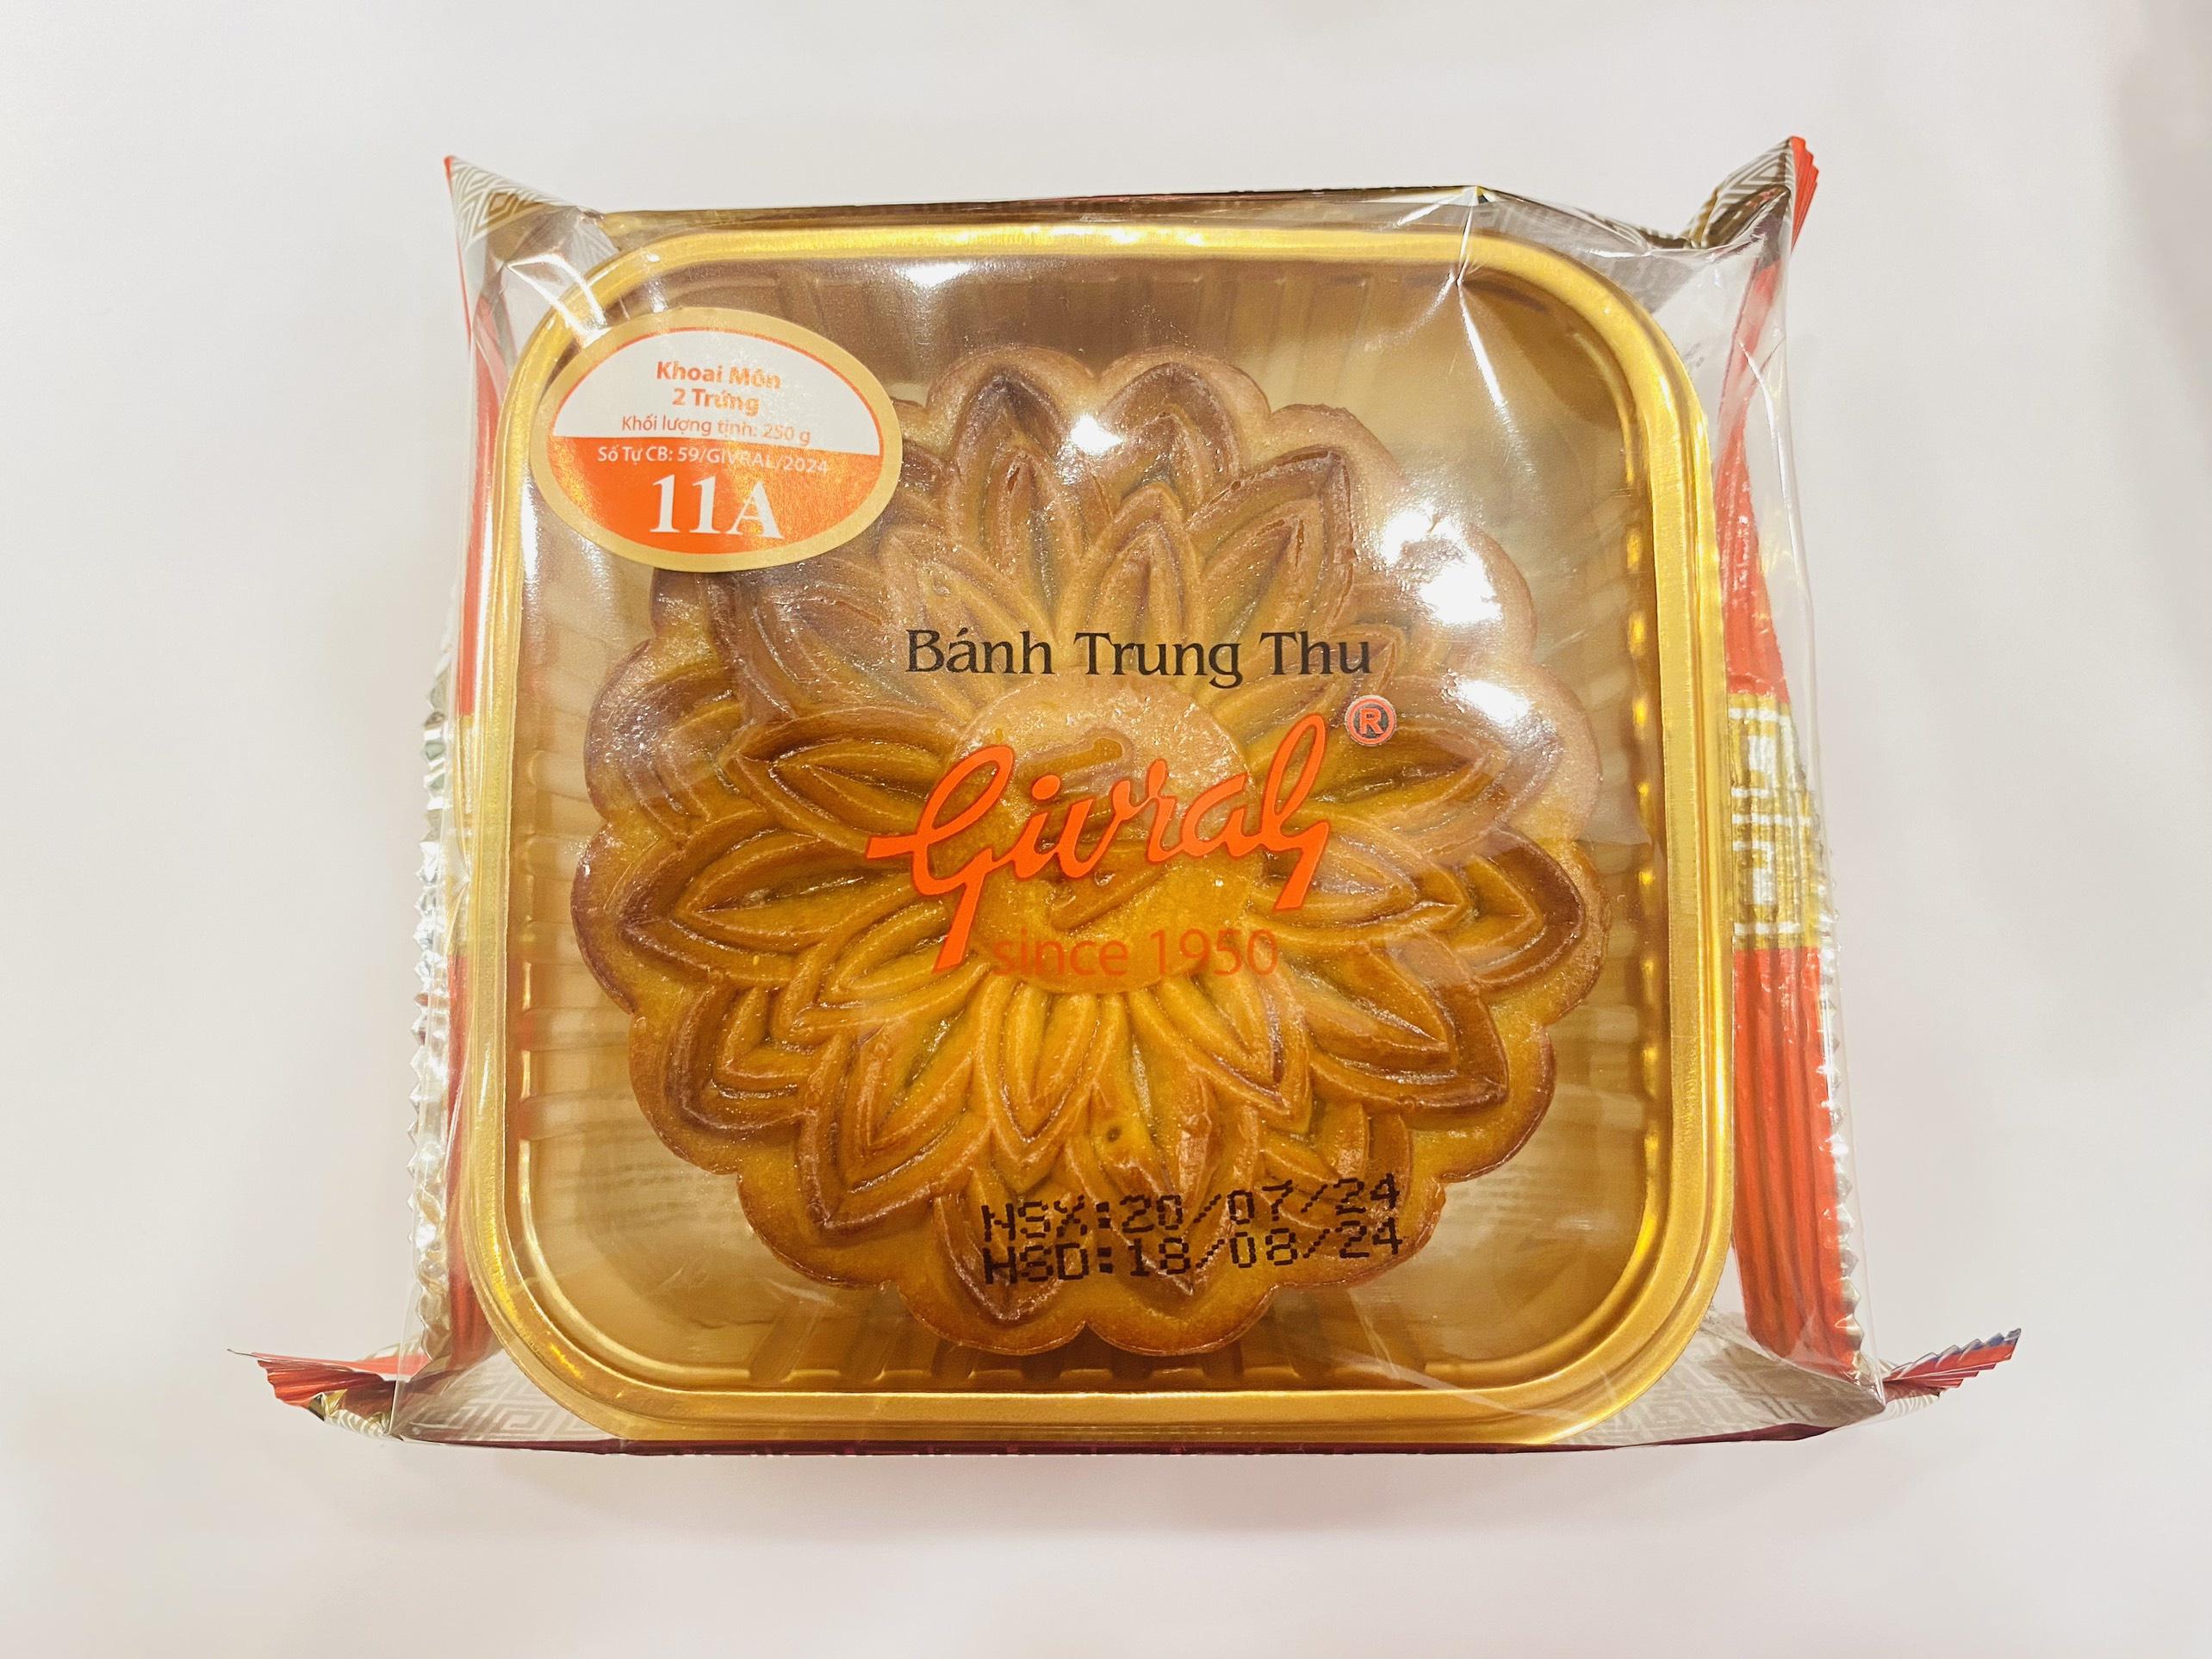 Khoai Môn
2 Trứng
Khối lượng tịnh: 250 g
Số Tự CB: 59/GIVRAL/2024
11A
Bánh Trung Thu
Givral®
since 1950
NSX:20/07/24
HSD:18/08/24